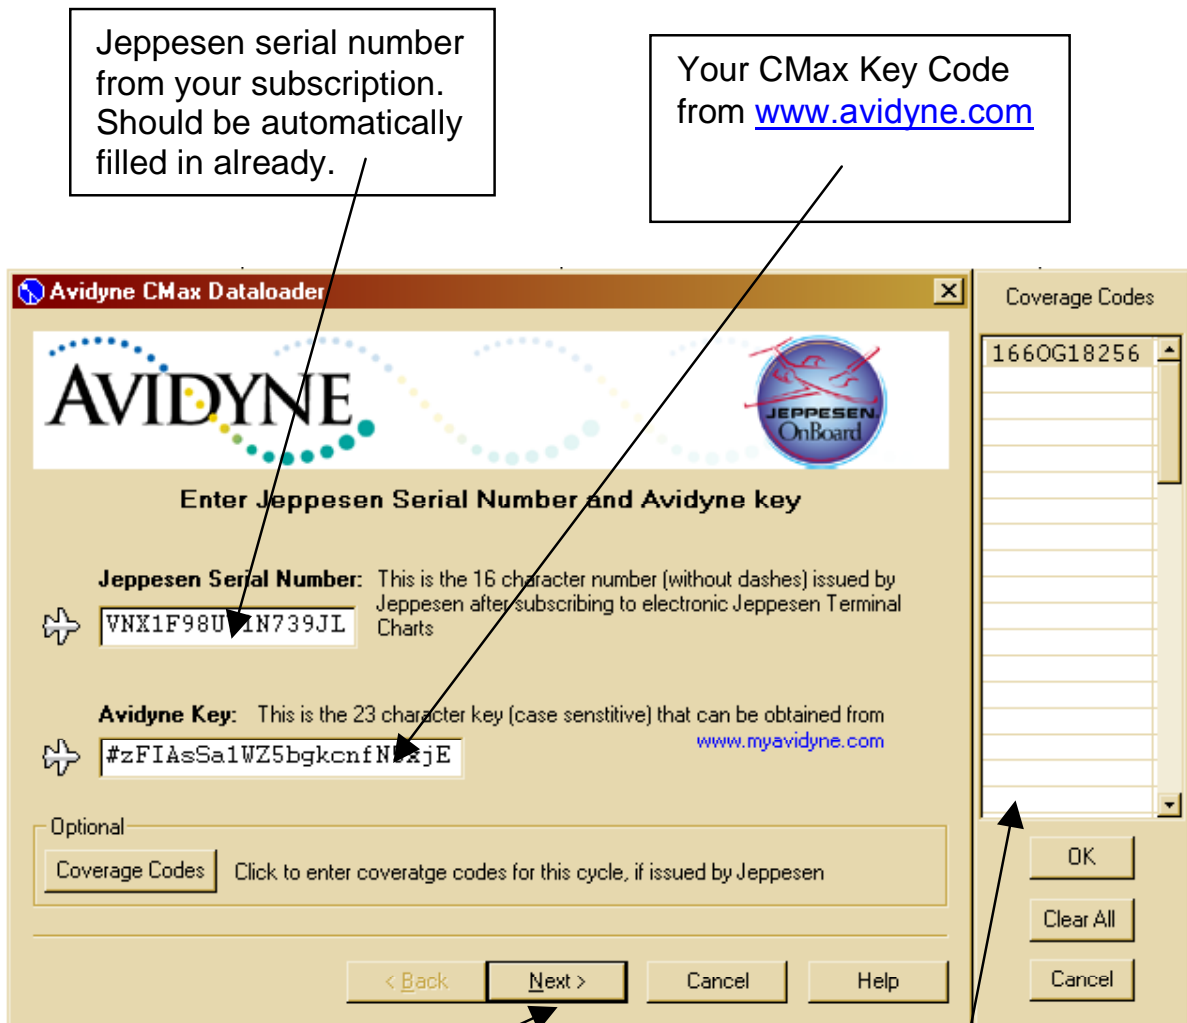 Jeppesen serial number
from your subscription.
Should be automatically
filled in already.
Your CMax Key Code
from www.avidyne.com
Avidyne CMax Dataloader
AVIDYNE
JEPPESEN.
OnBoard
Enter Jeppesen Serial Number and Avidyne key
Jeppesen Serial Number: This is the 16 character number (without dashes) issued by
Jeppesen after subscribing to electronic Jeppesen Terminal
Charts
Avidyne Key: This is the 23 character key (case senstitive) that can be obtained from
www.myavidyne.com
Optional
Coverage Codes Click to enter coveratge codes for this cycle, if issued by Jeppesen
< Back Next > Cancel Help
Coverage Codes
1660G18256
OK
Clear All
Cancel